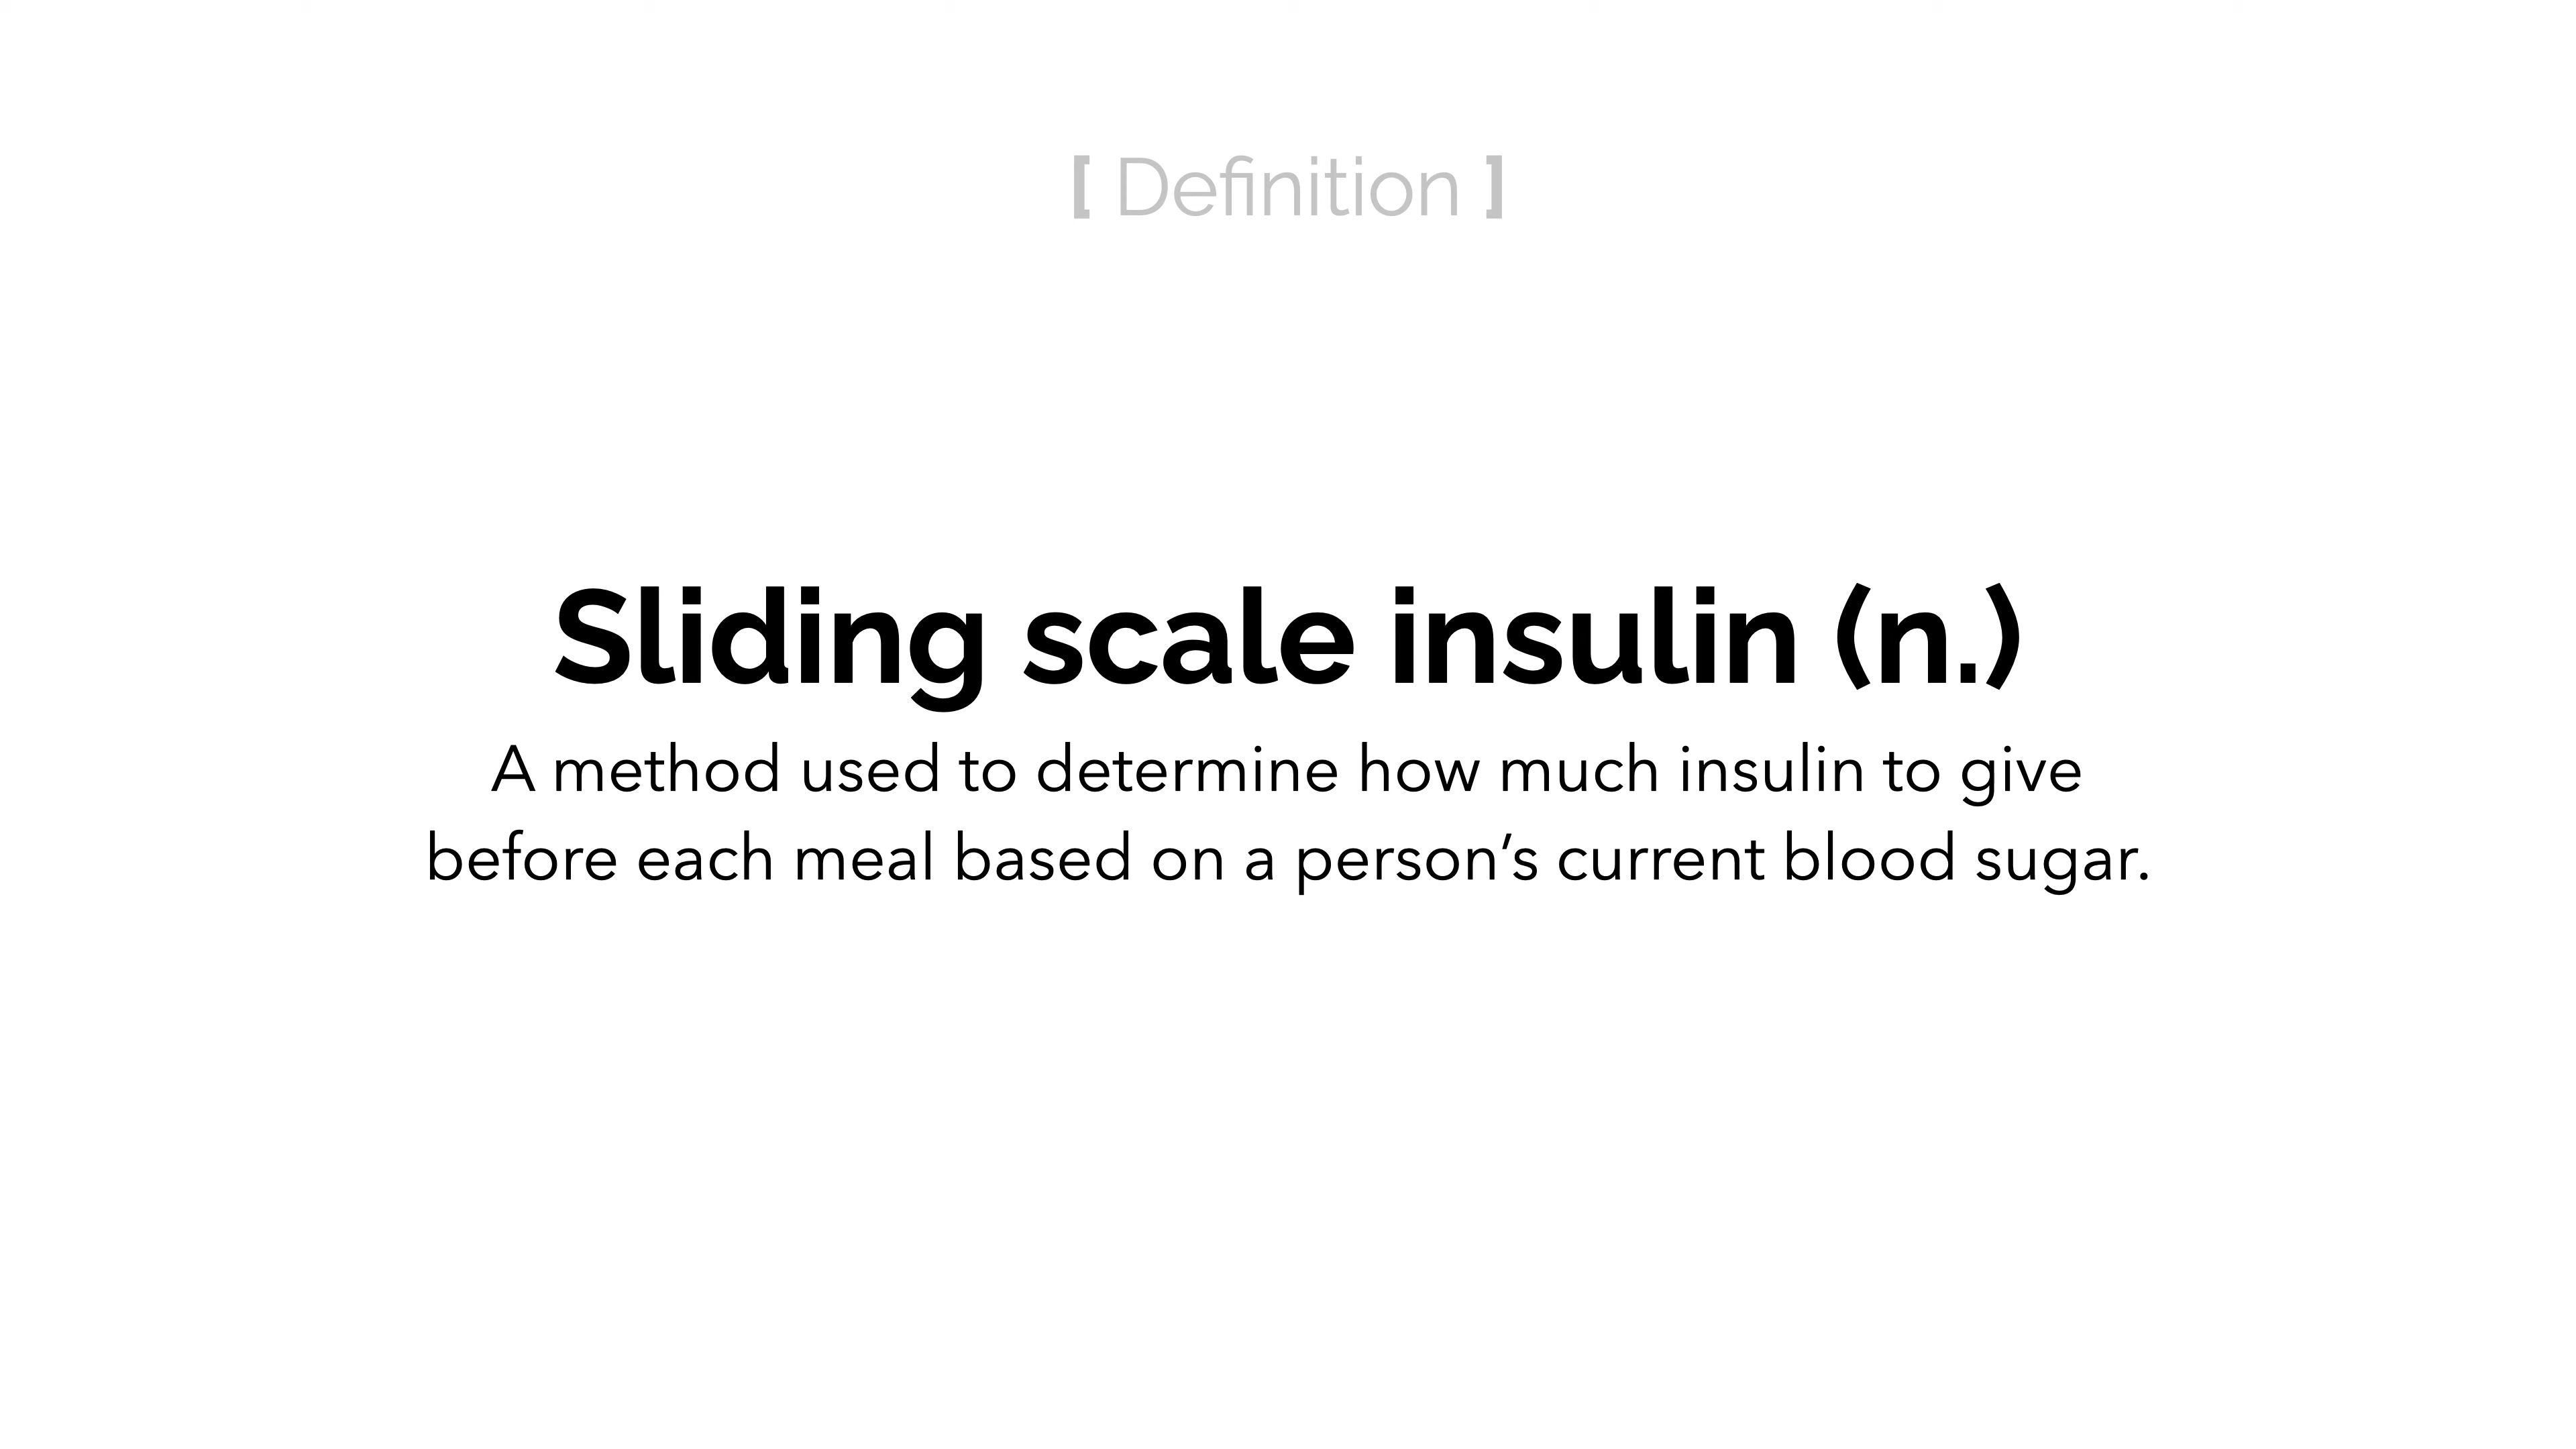 [ Definition ]
Sliding scale insulin (n.)
A method used to determine how much insulin to give
before each meal based on a person’s current blood sugar.